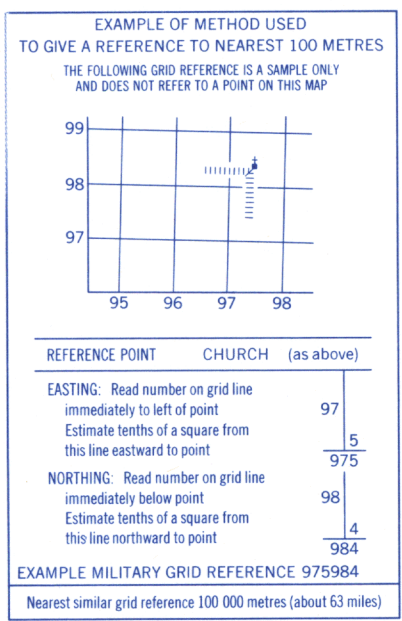 EXAMPLE OF METHOD USED
TO GIVE A REFERENCE TO NEAREST 100 METRES
THE FOLLOWING GRID REFERENCE IS A SAMPLE ONLY
AND DOES NOT REFER TO A POINT ON THIS MAP
99
98
97
95 96 97 98
REFERENCE POINT CHURCH (as above)
EASTING: Read number on grid line
immediately to left of point 97
Estimate tenths of a square from
this line eastward to point 5
975
NORTHING: Read number on grid line
immediately below point 98
Estimate tenths of a square from
this line northward to point 4
984
EXAMPLE MILITARY GRID REFERENCE 975984
Nearest similar grid reference 100 000 metres (about 63 miles)